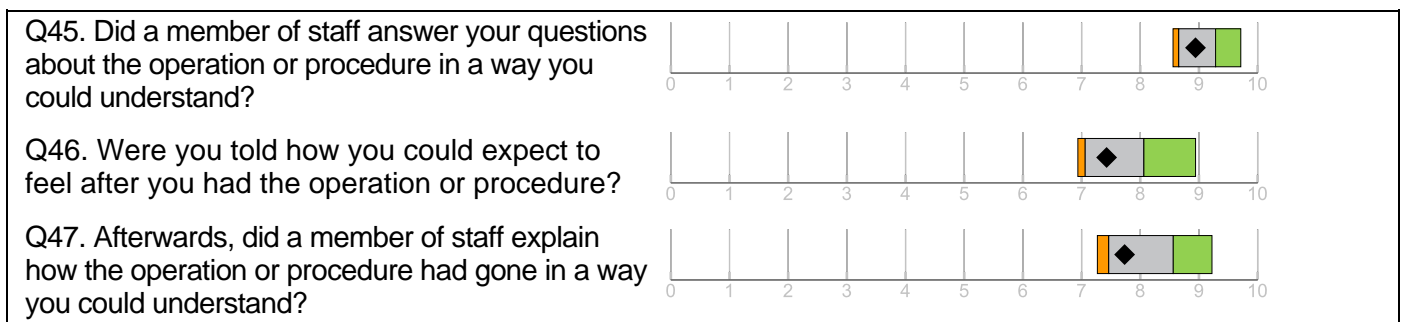 Q45. Did a member of staff answer your questions
about the operation or procedure in a way you
could understand?
0 1 2 3 4 5 6 7 8 9 10
Q46. Were you told how you could expect to
feel after you had the operation or procedure?
0 1 2 3 4 5 6 7 8 9 10
Q47. Afterwards, did a member of staff explain
how the operation or procedure had gone in a way
you could understand?
0 1 2 3 4 5 6 7 8 9 10